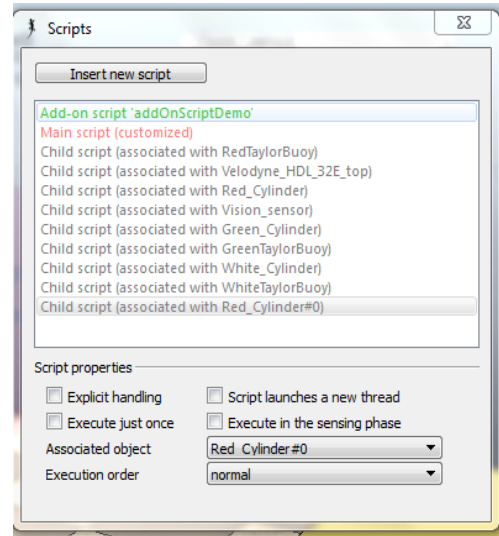 Scripts
Insert new script
Add-on script 'addOnScriptDemo'
Main script (customized)
Child script (associated with RedTaylorBuoy)
Child script (associated with Velodyne_HDL_32E_top)
Child script (associated with Red_Cylinder)
Child script (associated with Vision_sensor)
Child script (associated with Green_Cylinder)
Child script (associated with GreenTaylorBuoy)
Child script (associated with White_Cylinder)
Child script (associated with WhiteTaylorBuoy)
Child script (associated with Red_Cylinder#0)
Script properties
Explicit handling Script launches a new thread
Execute just once Execute in the sensing phase
Associated object Red_Cylinder#0
Execution order normal